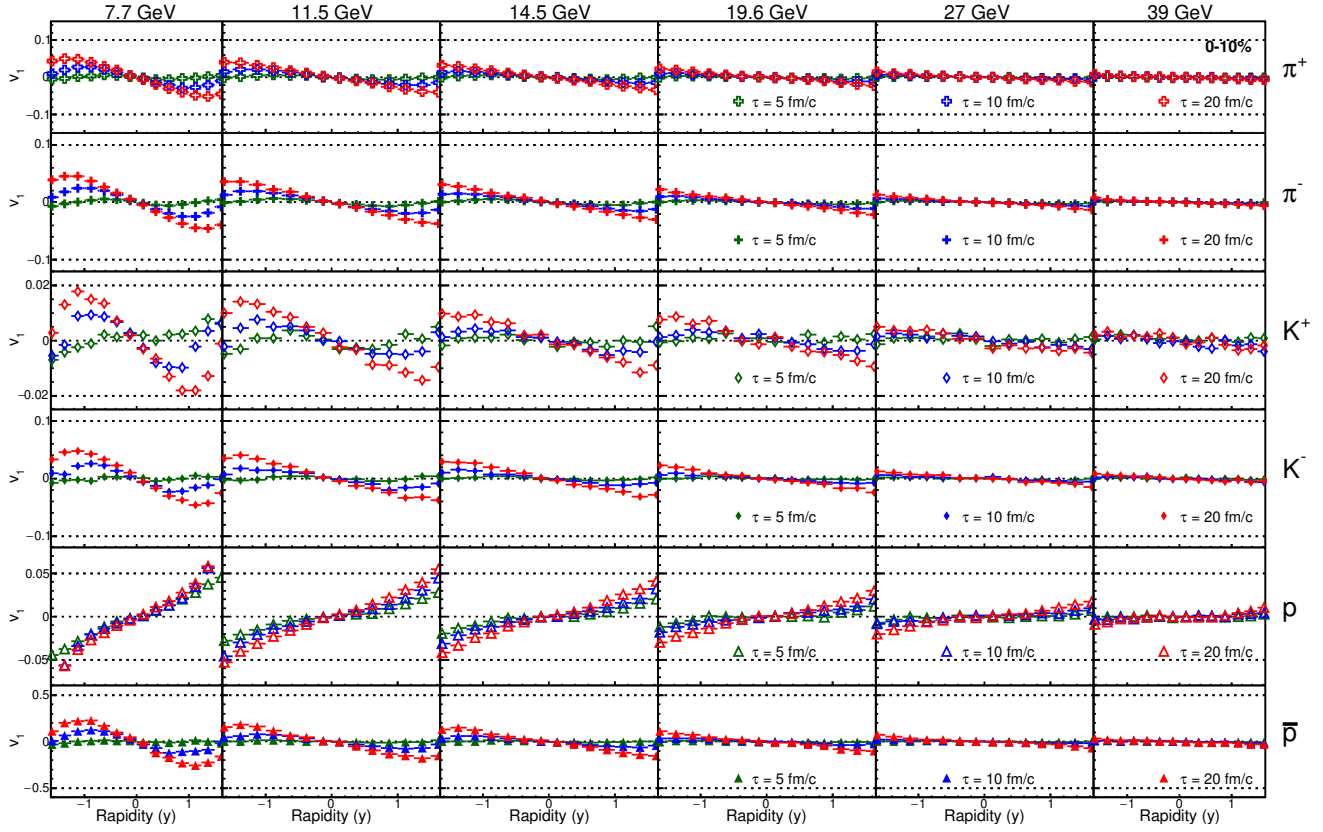 7.7 GeV 11.5 GeV 14.5 GeV 19.6 GeV 27 GeV 39 GeV
0-10%
0.1
v₁ 0
−0.1
τ = 5 fm/c τ = 10 fm/c τ = 20 fm/c
π⁺
0.1
v₁ 0
−0.1
τ = 5 fm/c τ = 10 fm/c τ = 20 fm/c
π⁻
0.02
v₁ 0
−0.02
τ = 5 fm/c τ = 10 fm/c τ = 20 fm/c
K⁺
0.1
v₁ 0
−0.1
τ = 5 fm/c τ = 10 fm/c τ = 20 fm/c
K⁻
0.05
v₁ 0
−0.05
τ = 5 fm/c τ = 10 fm/c τ = 20 fm/c
p
0.5
v₁ 0
−0.5
τ = 5 fm/c τ = 10 fm/c τ = 20 fm/c
p̅
−1 0 1 −1 0 1 −1 0 1 −1 0 1 −1 0 1 −1 0 1
Rapidity (y) Rapidity (y) Rapidity (y) Rapidity (y) Rapidity (y) Rapidity (y)